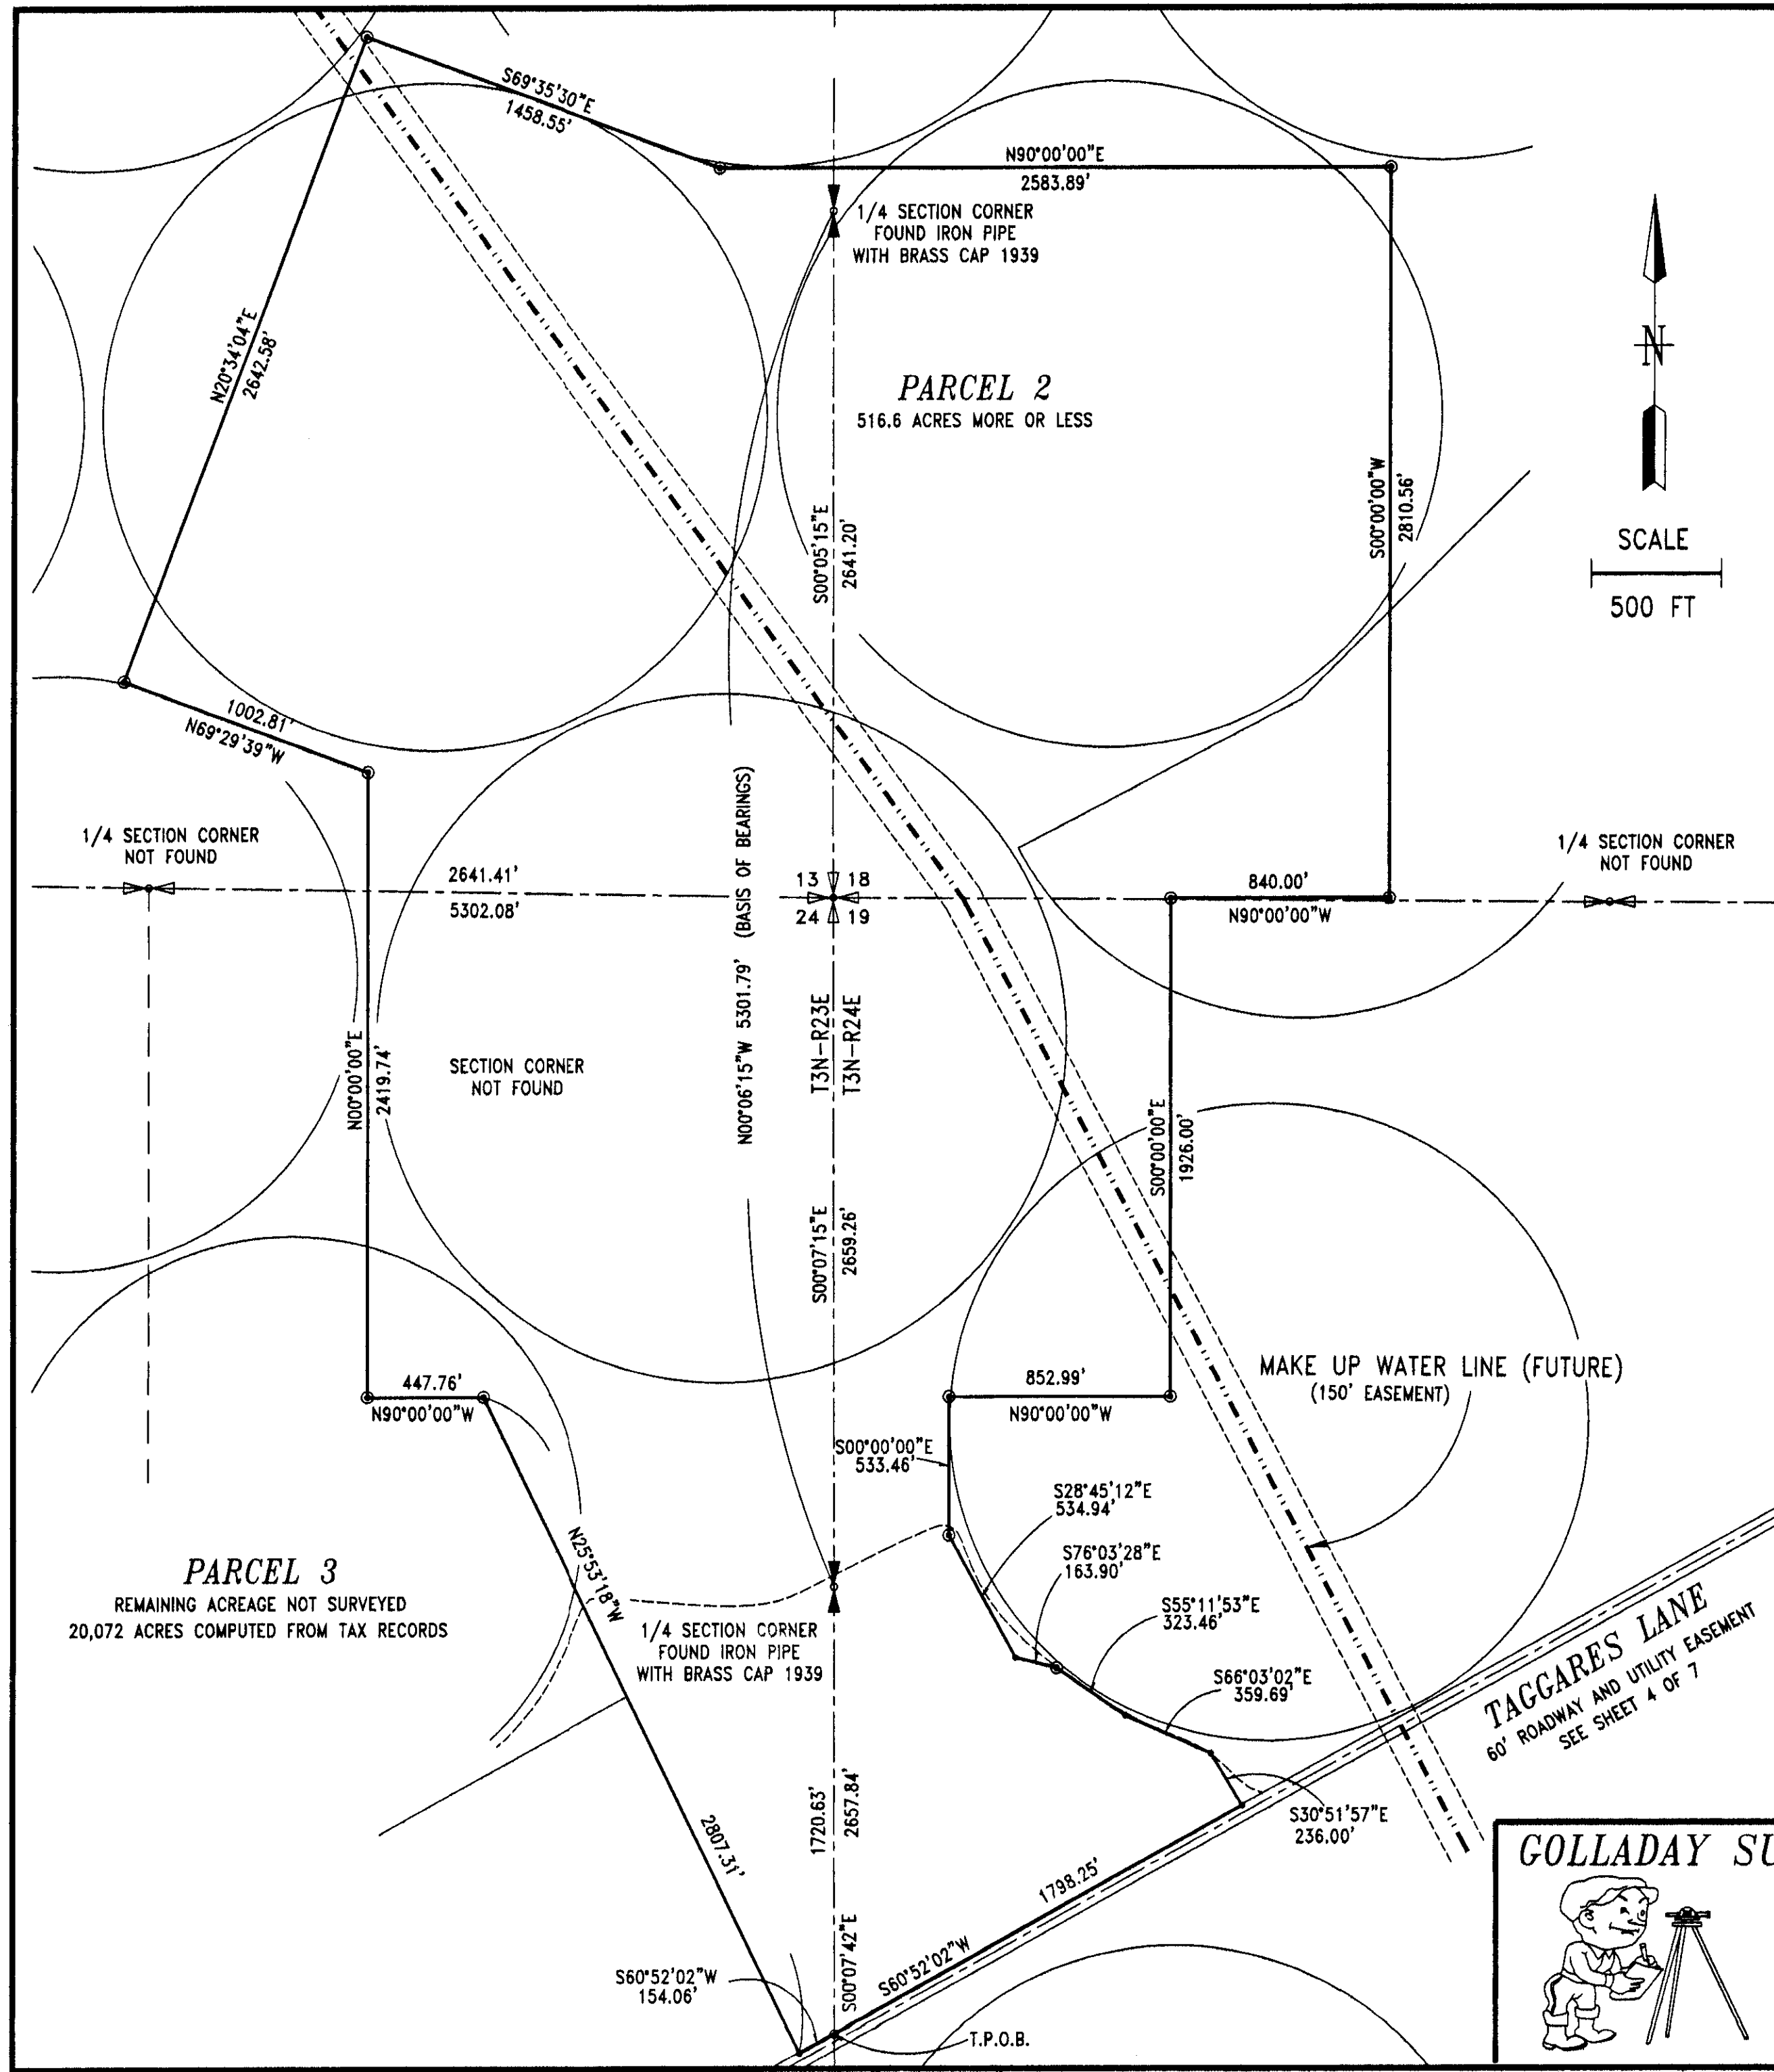 S69°35'30"E
1458.55'
N90°00'00"E
2583.89'
1/4 SECTION CORNER
FOUND IRON PIPE
WITH BRASS CAP 1939
N
N20°34'04"E
2642.58'
PARCEL 2
516.6 ACRES MORE OR LESS
S00°05'15"E
2641.20'
S00°00'00"W
2810.56'
SCALE
500 FT
1002.81'
N69°29'39"W
1/4 SECTION CORNER
NOT FOUND
2641.41'
5302.08'
N00°06'15"W 5301.79' (BASIS OF BEARINGS)
13 18
24 19
840.00'
N90°00'00"W
1/4 SECTION CORNER
NOT FOUND
N00°00'00"E
2419.74'
SECTION CORNER
NOT FOUND
T3N-R23E
T3N-R24E
S00°00'00"E
1926.00'
S00°07'15"E
2659.26'
447.76'
N90°00'00"W
852.99'
N90°00'00"W
MAKE UP WATER LINE (FUTURE)
(150' EASEMENT)
S00°00'00"E
533.46'
S28°45'12"E
534.94'
S76°03'28"E
163.90'
S55°11'53"E
323.46'
S66°03'02"E
359.69'
S30°51'57"E
236.00'
PARCEL 3
REMAINING ACREAGE NOT SURVEYED
20,072 ACRES COMPUTED FROM TAX RECORDS
N25°53'18"W
2807.31'
1/4 SECTION CORNER
FOUND IRON PIPE
WITH BRASS CAP 1939
TAGGARES LANE
60' ROADWAY AND UTILITY EASEMENT
SEE SHEET 4 OF 7
1720.63'
2657.84'
S00°07'42"E
1798.25'
S60°52'02"W
S60°52'02"W
154.06'
T.P.O.B.
GOLLADAY SU